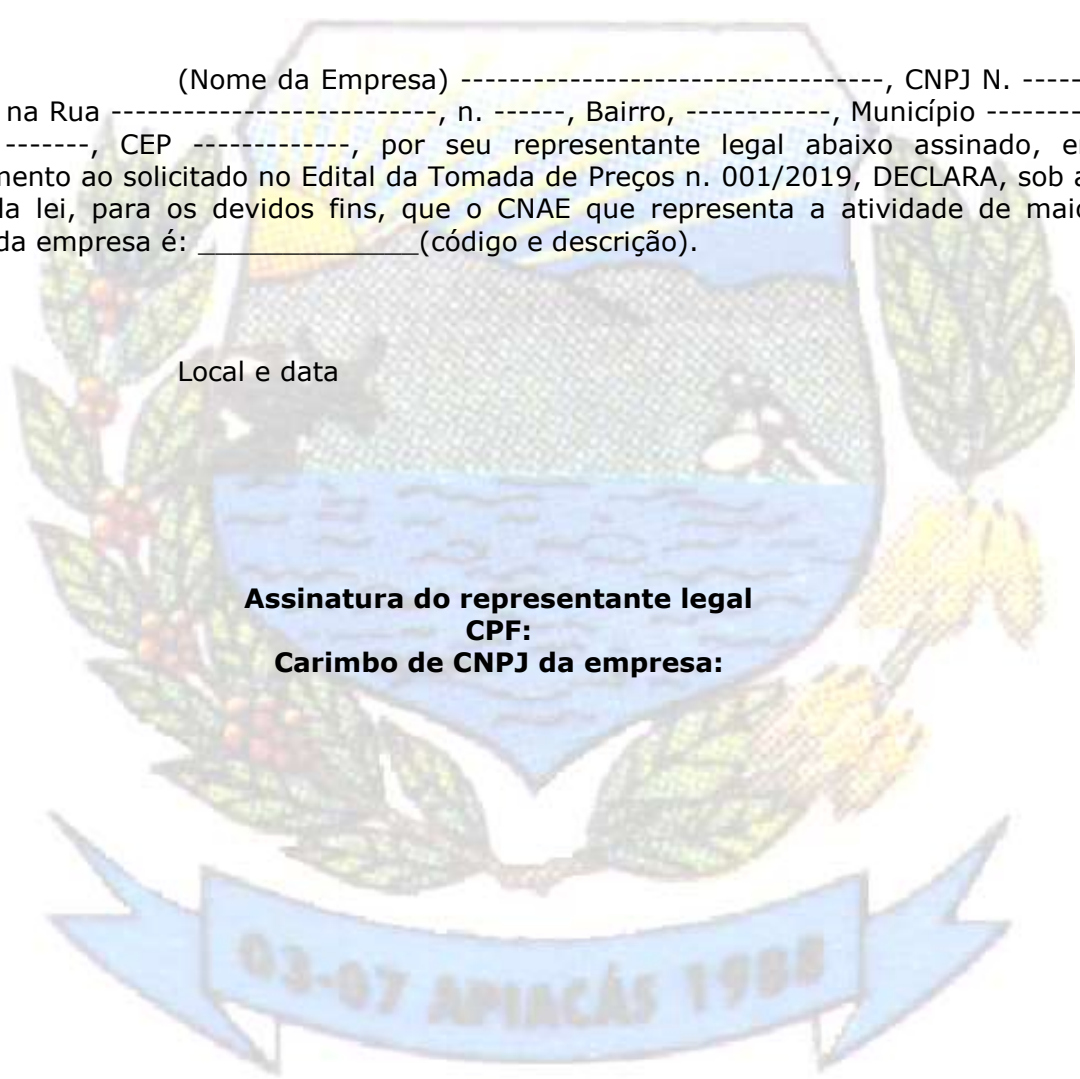 (Nome da Empresa) -----------------------------------, CNPJ N. ------
na Rua ---------------------------, n. ------, Bairro, ------------, Município ---------
-------, CEP -------------, por seu representante legal abaixo assinado, e
mento ao solicitado no Edital da Tomada de Preços n. 001/2019, DECLARA, sob a
la lei, para os devidos fins, que o CNAE que representa a atividade de maio
da empresa é: ________________(código e descrição).
Local e data
Assinatura do representante legal
CPF:
Carimbo de CNPJ da empresa:
03-07 APIACÁS 1988